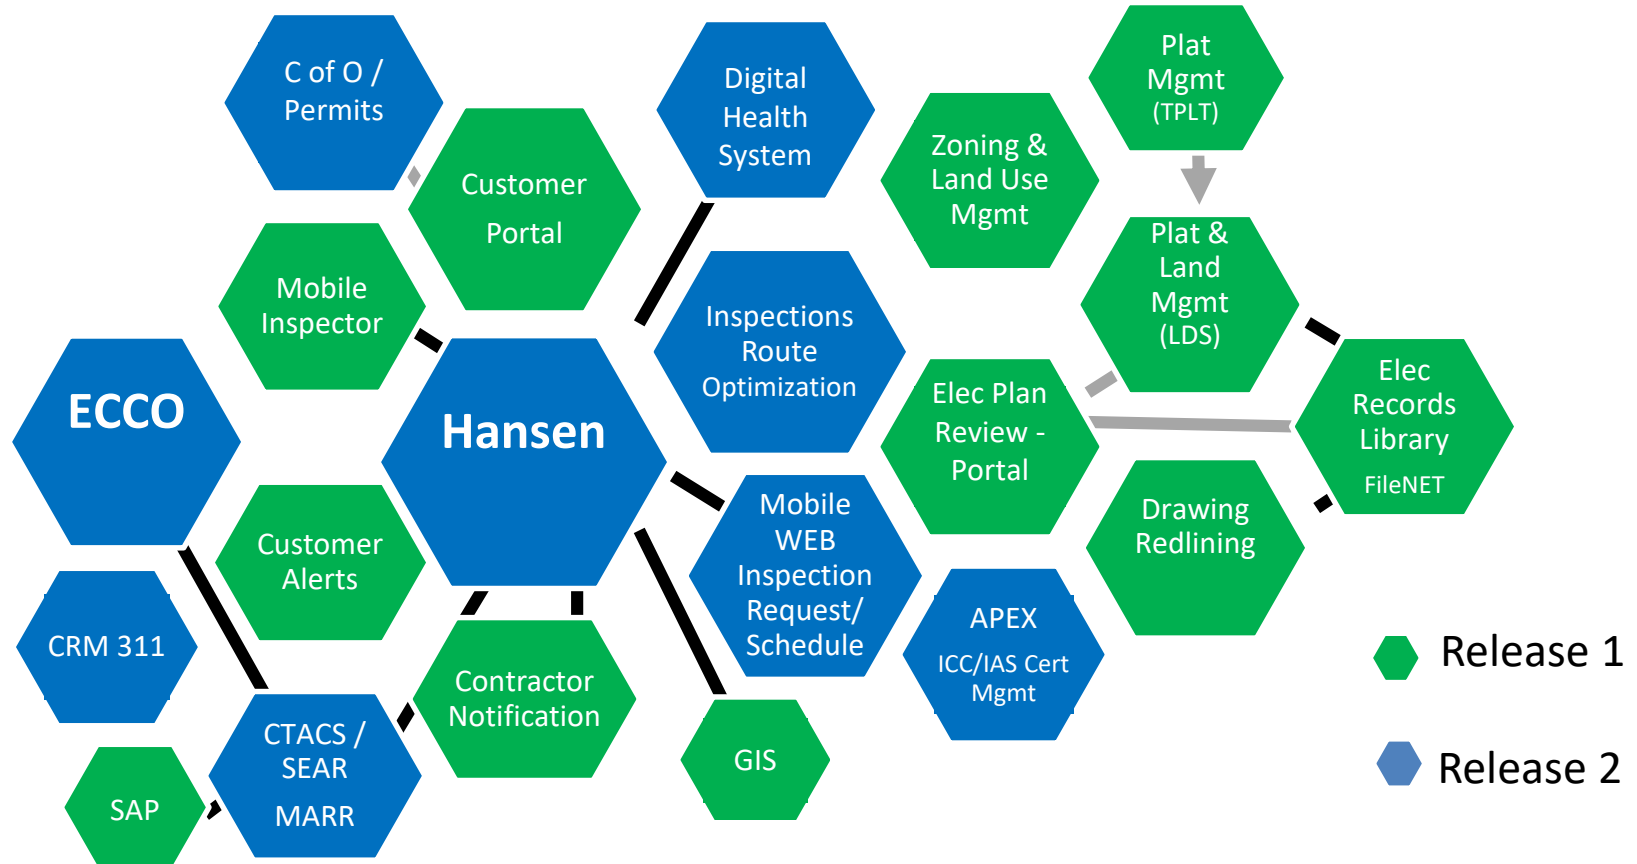 C of O /
Permits
Customer
Portal
Digital
Health
System
Zoning &
Land Use
Mgmt
Plat
Mgmt
(TPLT)
Mobile
Inspector
Inspections
Route
Optimization
Plat &
Land
Mgmt
(LDS)
ECCO
Hansen
Elec Plan
Review -
Portal
Elec
Records
Library
FileNET
Customer
Alerts
Mobile
WEB
Inspection
Request/
Schedule
Drawing
Redlining
CRM 311
Contractor
Notification
APEX
ICC/IAS Cert
Mgmt
SAP
CTACS /
SEAR
MARR
GIS
Release 1
Release 2